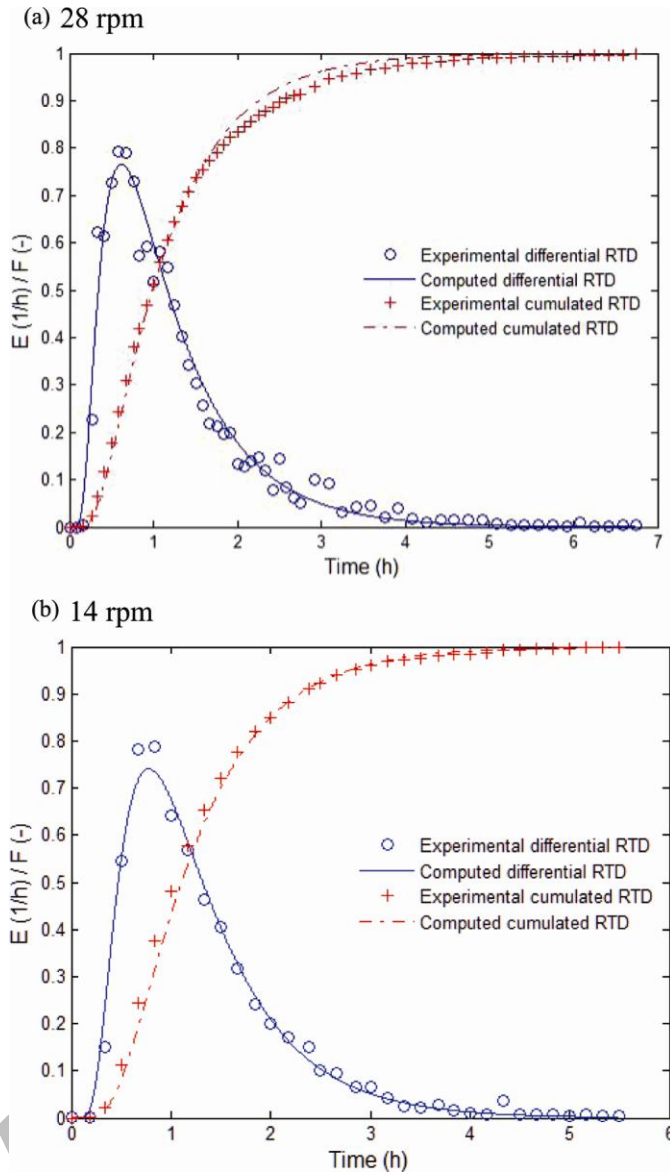 (a) 28 rpm
1
0.9
0.8
0.7
0.6
0.5
0.4
0.3
0.2
0.1
0
E (1/h) / F (-)
Experimental differential RTD
Computed differential RTD
Experimental cumulated RTD
Computed cumulated RTD
0 1 2 3 4 5 6 7
Time (h)
(b) 14 rpm
1
0.9
0.8
0.7
0.6
0.5
0.4
0.3
0.2
0.1
0
E (1/h) / F (-)
Experimental differential RTD
Computed differential RTD
Experimental cumulated RTD
Computed cumulated RTD
0 1 2 3 4 5 6
Time (h)